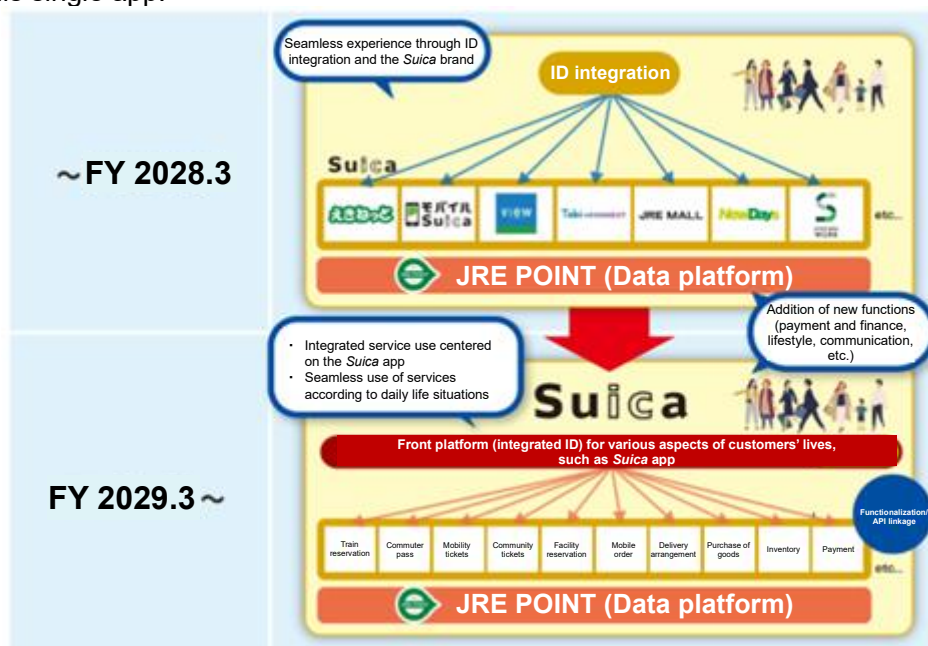 single app.
Seamless experience through ID
integration and the Suica brand
ID integration
～FY 2028.3
Suica
えきねっと
モバイル
Suica
VIEW
JRE MALL
NewDays
STATION
WORK
etc...
JRE POINT (Data platform)
Addition of new functions
(payment and finance,
lifestyle, communication,
etc.)
・ Integrated service use centered
on the Suica app
・ Seamless use of services
according to daily life situations
Suica
Front platform (integrated ID) for various aspects of customers' lives,
such as Suica app
FY 2029.3～
Functionalization/
API linkage
Train
reservation
Commuter
pass
Mobility
tickets
Community
tickets
Facility
reservation
Mobile
order
Delivery
arrangement
Purchase of
goods
Inventory
Payment
etc...
JRE POINT (Data platform)